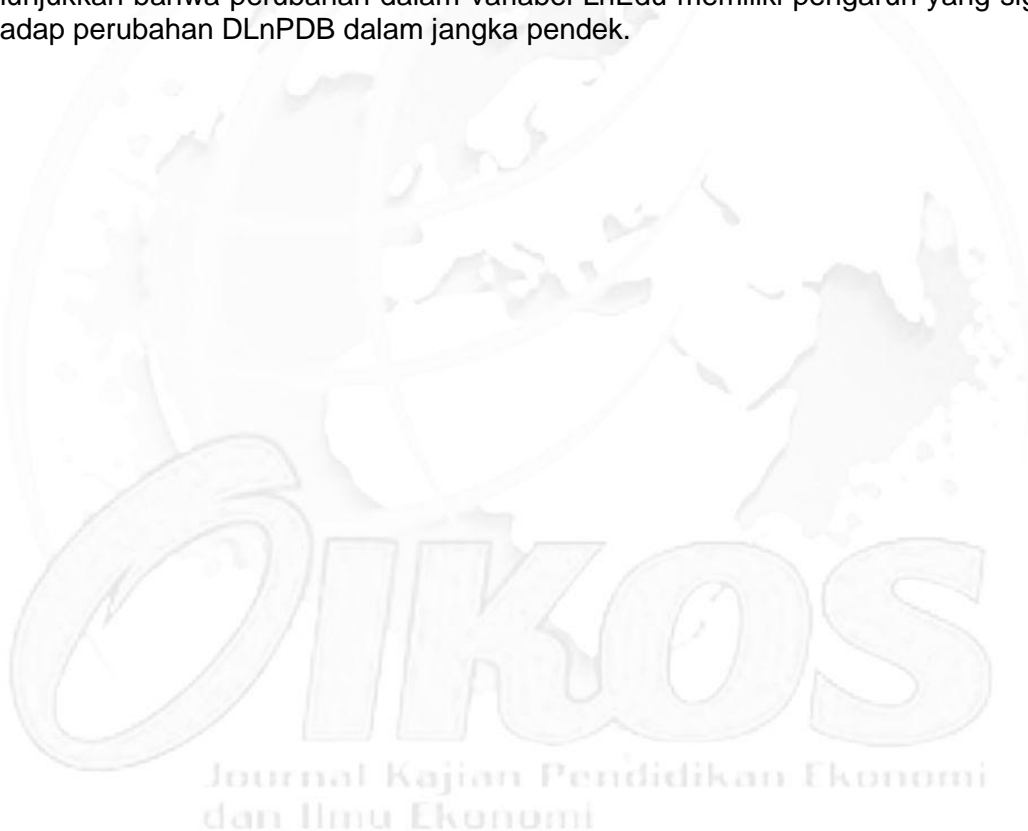 lunjukkan bahwa perubahan dalam variabel LnEdu memiliki pengaruh yang sig
adap perubahan DLnPDB dalam jangka pendek.
OIKOS
Journal Kajian Pendidikan Ekonomi
dan Ilmu Ekonomi